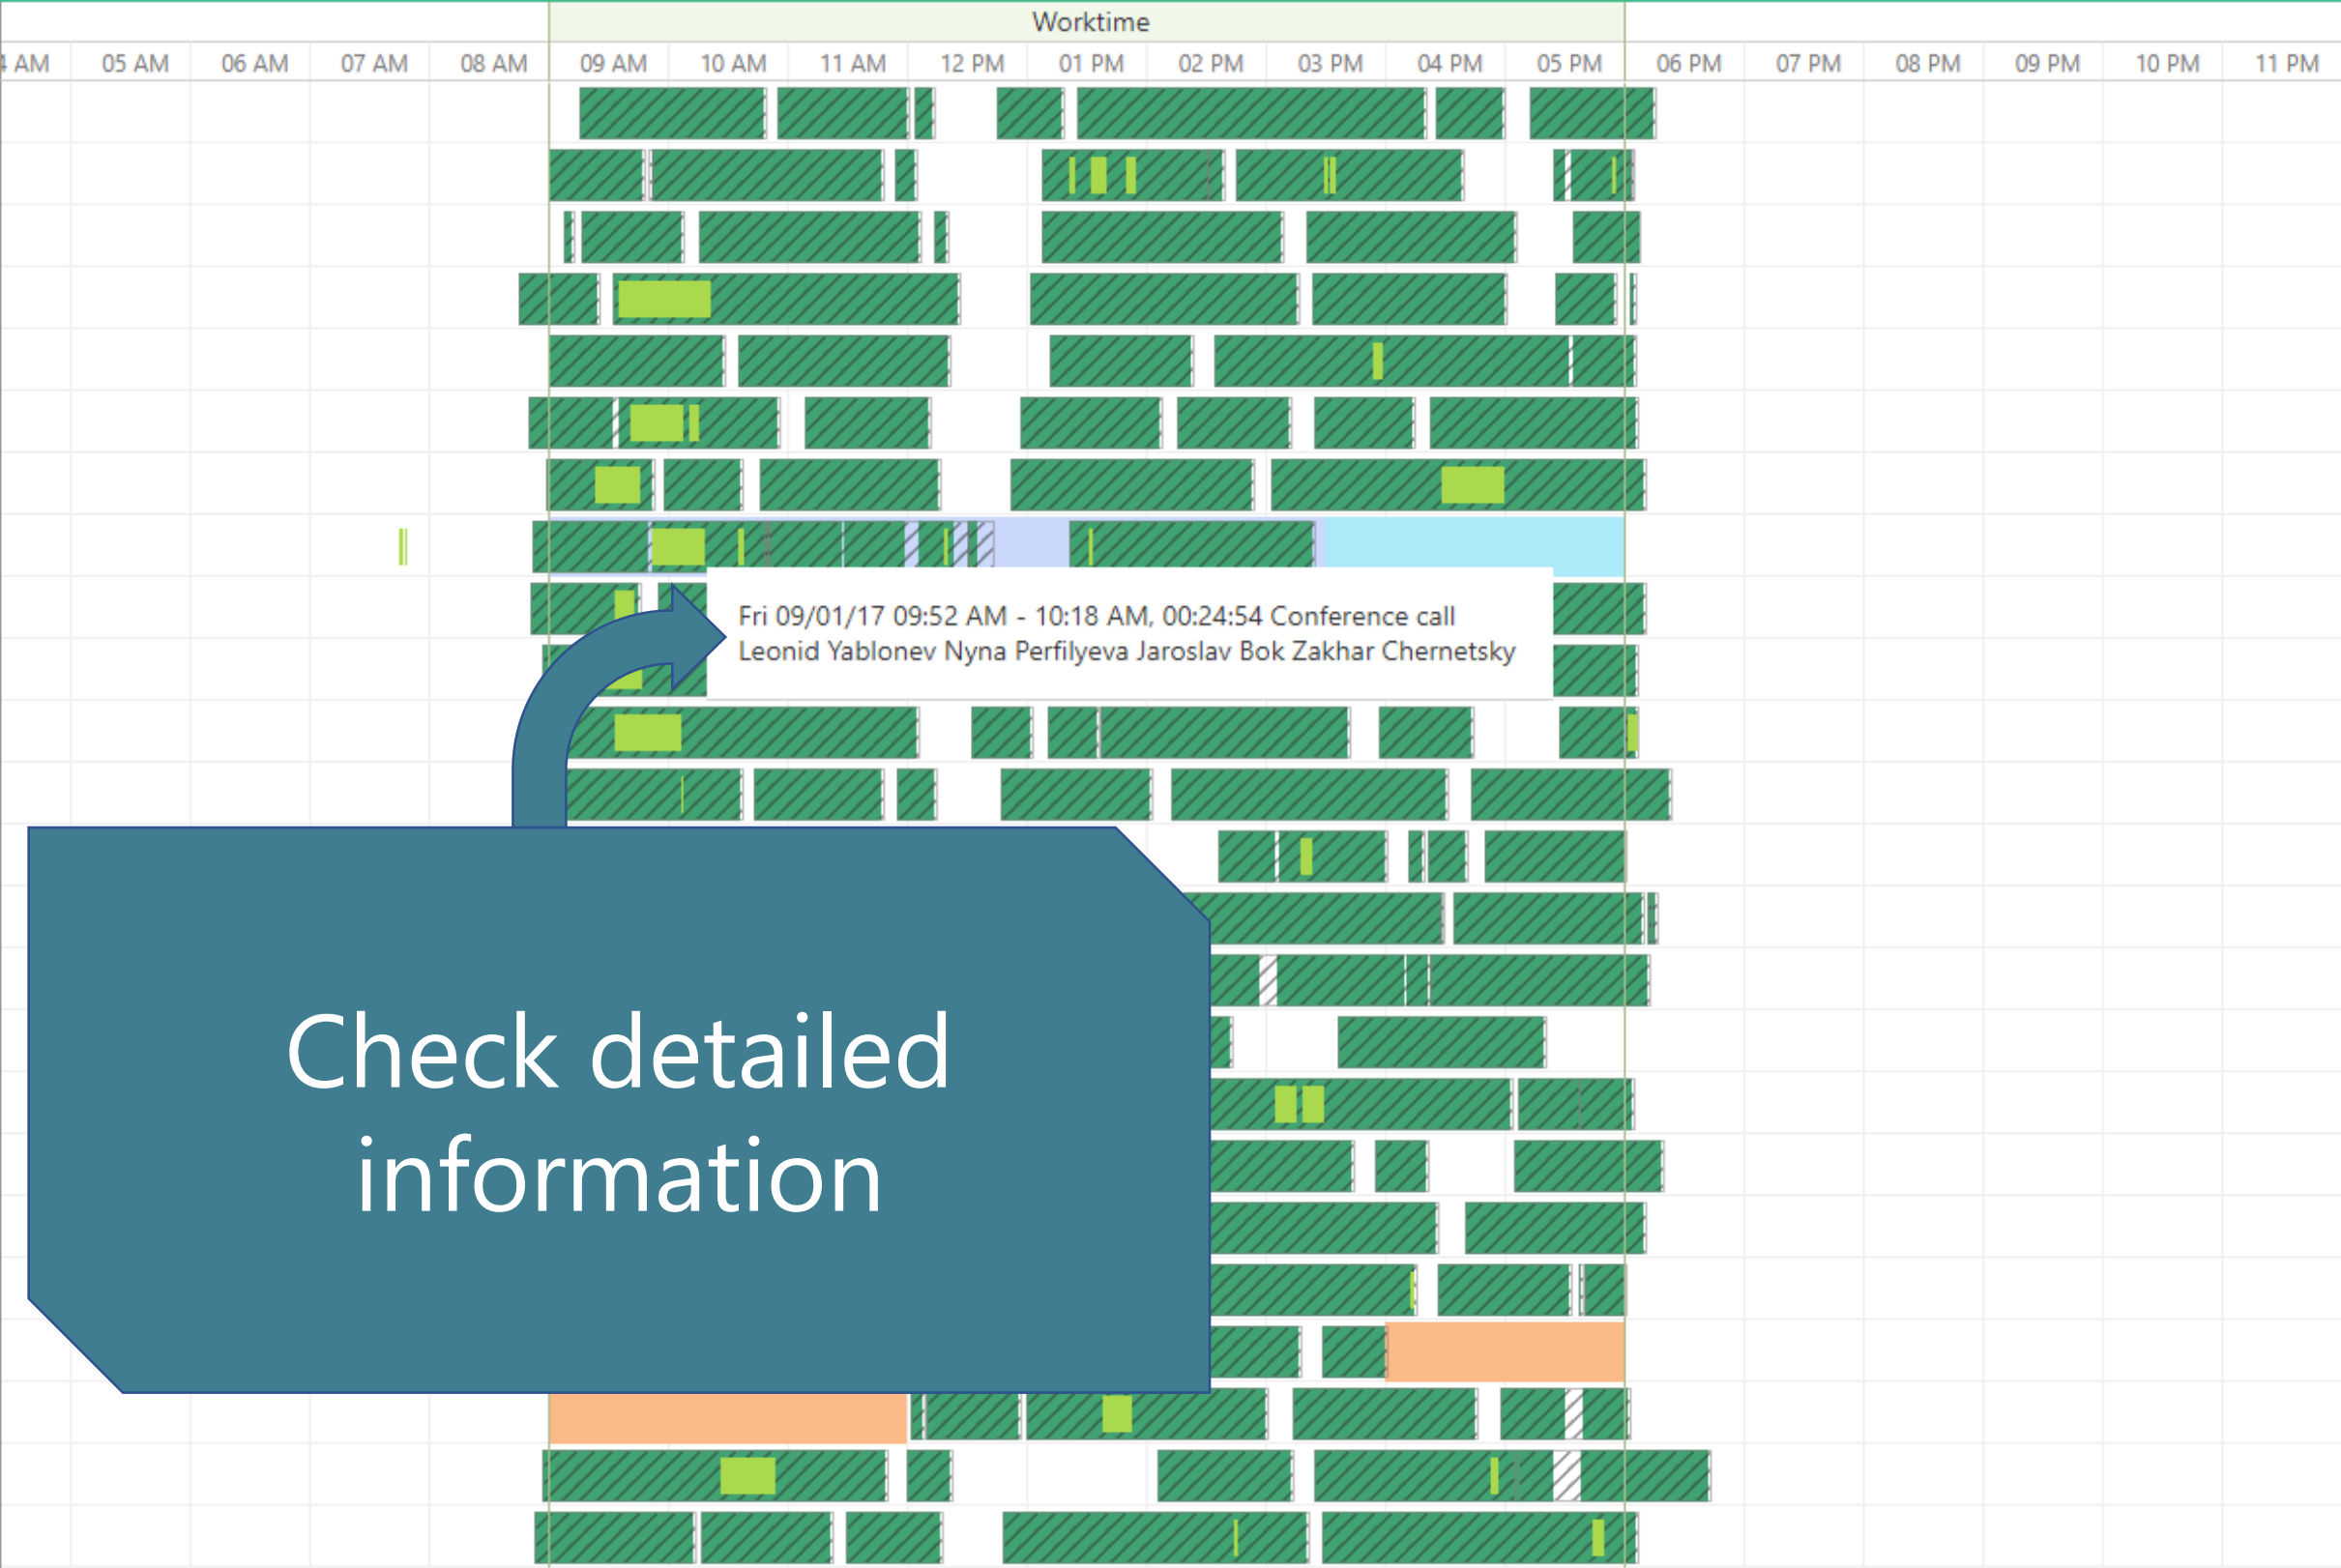 Worktime
4 AM 05 AM 06 AM 07 AM 08 AM 09 AM 10 AM 11 AM 12 PM 01 PM 02 PM 03 PM 04 PM 05 PM 06 PM 07 PM 08 PM 09 PM 10 PM 11 PM
Fri 09/01/17 09:52 AM - 10:18 AM, 00:24:54 Conference call
Leonid Yablonev Nyna Perfilyeva Jaroslav Bok Zakhar Chernetsky
Check detailed
information